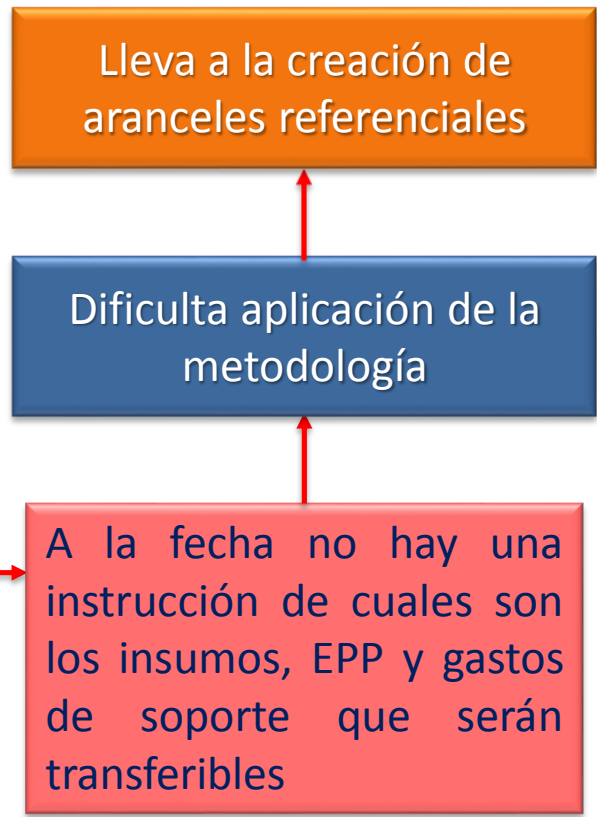 Lleva a la creación de
aranceles referenciales
Dificulta aplicación de la
metodología
A la fecha no hay una
instrucción de cuales son
los insumos, EPP y gastos
de soporte que serán
transferibles